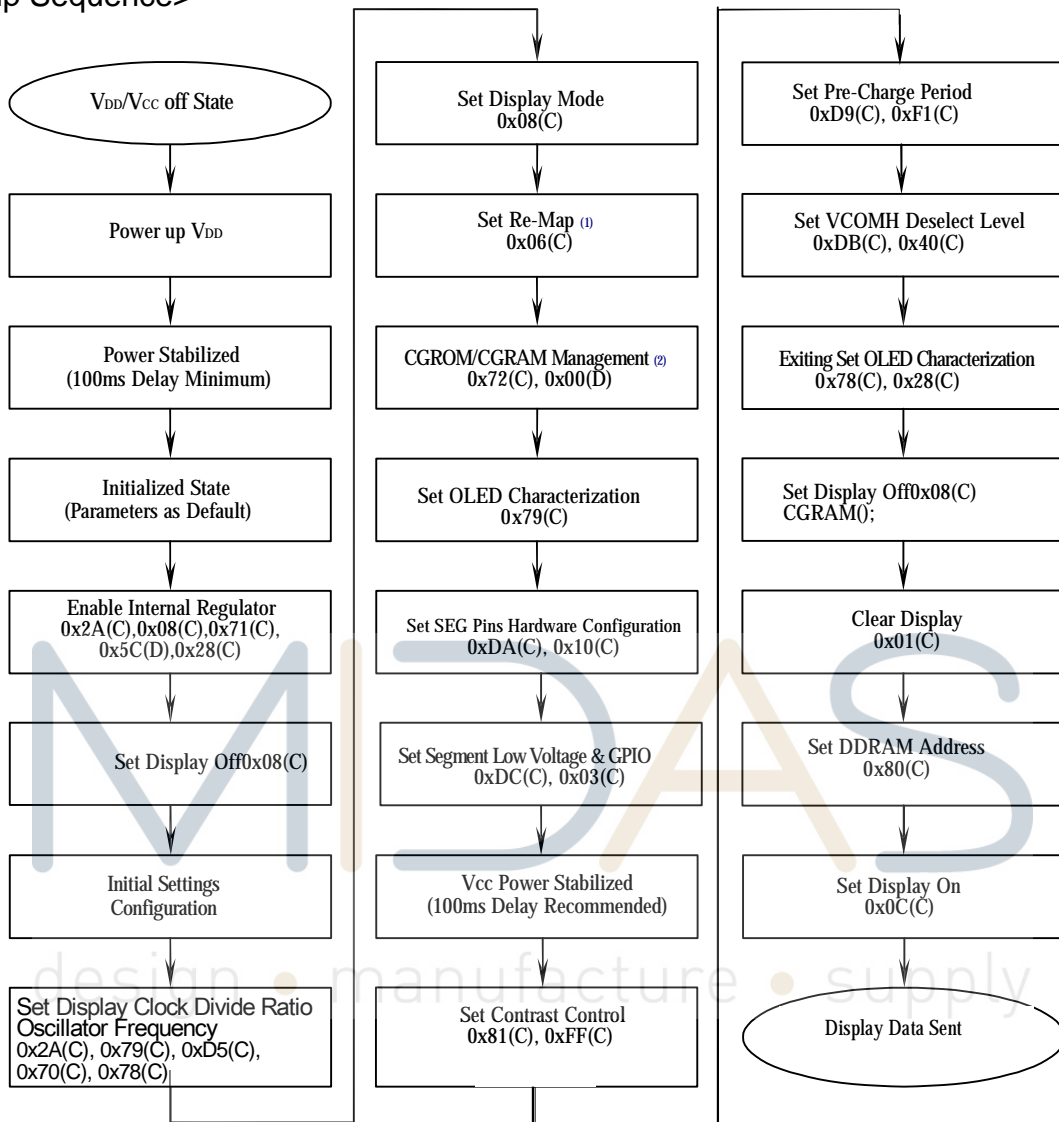 up Sequence>
VDD/VCC off State
Power up VDD
Power Stabilized
(100ms Delay Minimum)
Initialized State
(Parameters as Default)
Enable Internal Regulator
0x2A(C),0x08(C),0x71(C),
0x5C(D),0x28(C)
Set Display Off0x08(C)
Initial Settings
Configuration
Set Display Clock Divide Ratio
Oscillator Frequency
0x2A(C), 0x79(C), 0xD5(C),
0x70(C), 0x78(C)
Set Display Mode
0x08(C)
Set Re-Map (1)
0x06(C)
CGROM/CGRAM Management (2)
0x72(C), 0x00(D)
Set OLED Characterization
0x79(C)
Set SEG Pins Hardware Configuration
0xDA(C), 0x10(C)
Set Segment Low Voltage & GPIO
0xDC(C), 0x03(C)
Vcc Power Stabilized
(100ms Delay Recommended)
Set Contrast Control
0x81(C), 0xFF(C)
Set Pre-Charge Period
0xD9(C), 0xF1(C)
Set VCOMH Deselect Level
0xDB(C), 0x40(C)
Exiting Set OLED Characterization
0x78(C), 0x28(C)
Set Display Off0x08(C)
CGRAM();
Clear Display
0x01(C)
Set DDRAM Address
0x80(C)
Set Display On
0x0C(C)
Display Data Sent
MIDAS
design • manufacture • supply